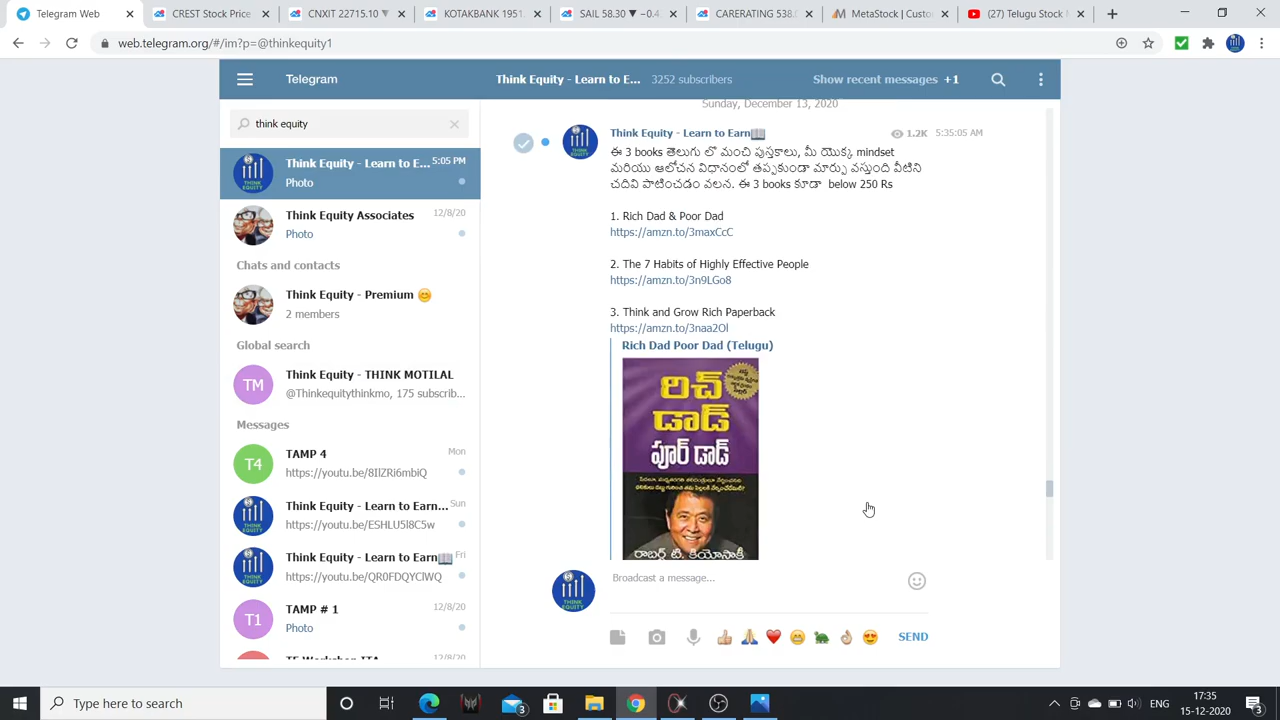 Telegram Web
CREST Stock Price
CNXIT 22715.10
KOTAKBANK 1951.
SAIL 58.30 ▼ −0.4
CARERATING 538.
MetaStock | Custo
(27) Telugu Stock M
web.telegram.org/#/im?p=@thinkequity1
Telegram
Think Equity - Learn to E... 3252 subscribers
Show recent messages +1
think equity
Think Equity - Learn to E... 5:05 PM
Photo
Think Equity Associates 12/8/20
Photo
Chats and contacts
Think Equity - Premium 😊
2 members
Global search
TM
Think Equity - THINK MOTILAL
@Thinkequitythinkmo, 175 subscrib...
Messages
T4
TAMP 4 Mon
https://youtu.be/8IlZRi6mbiQ
Think Equity - Learn to Earn... Sun
https://youtu.be/ESHLU5l8C5w
Think Equity - Learn to Earn📖 Fri
https://youtu.be/QR0FDQYClWQ
T1
TAMP # 1 12/8/20
Photo
Sunday, December 13, 2020
Think Equity - Learn to Earn📖 1.2K 5:35:05 AM
ఈ 3 books తెలుగు లో మంచి పుస్తకాలు, మీ యొక్క mindset
మరియు ఆలోచన విధానంలో తప్పకుండా మార్పు వస్తుంది వీటిని
చదివి పాటించడం వలన. ఈ 3 books కూడా below 250 Rs
1. Rich Dad & Poor Dad
https://amzn.to/3maxCcC
2. The 7 Habits of Highly Effective People
https://amzn.to/3n9LGo8
3. Think and Grow Rich Paperback
https://amzn.to/3naa2Ol
Rich Dad Poor Dad (Telugu)
రిచ్
డాడ్
పూర్ డాడ్
రాబర్ట్ టి. కియోసాకీ
THINK
EQUITY
Broadcast a message...
SEND
Type here to search
ENG
17:35
15-12-2020